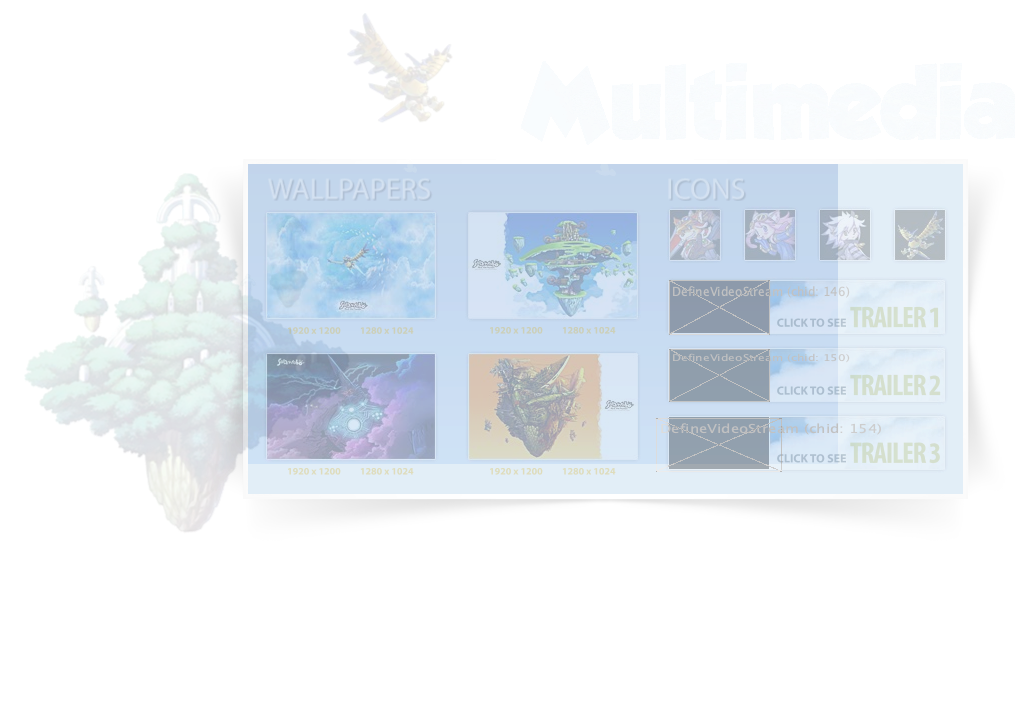 Multimedia
WALLPAPERS
ICONS
1920 x 1200 1280 x 1024
1920 x 1200 1280 x 1024
DefineVideoStream (chid: 146)
CLICK TO SEE TRAILER 1
DefineVideoStream (chid: 150)
CLICK TO SEE TRAILER 2
DefineVideoStream (chid: 154)
CLICK TO SEE TRAILER 3
1920 x 1200 1280 x 1024
1920 x 1200 1280 x 1024